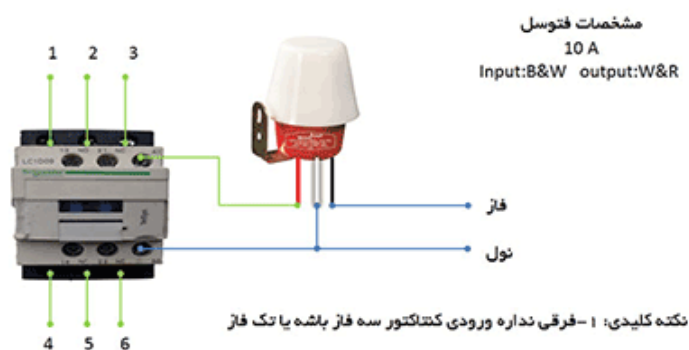 مشخصات فتوسل
10 A
Input:B&W output:W&R
1 2 3
LC1D09
فاز
نول
4 5 6
نکته کلیدی: ۱-فرقی نداره ورودی کنتاکتور سه فاز باشه یا تک فاز